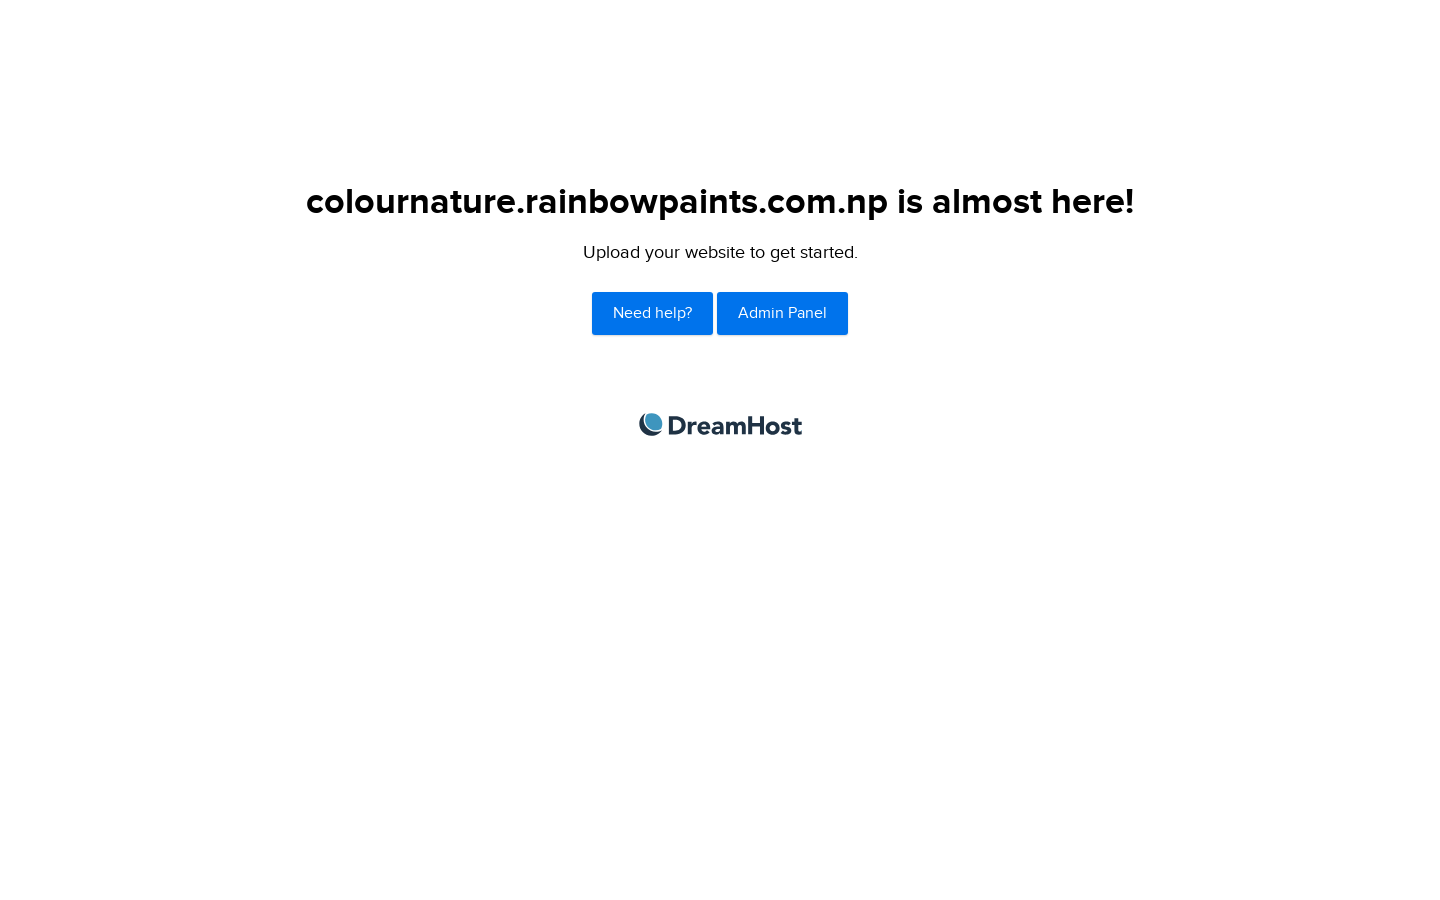 colournature.rainbowpaints.com.np is almost here!
Upload your website to get started.
Need help? Admin Panel
DreamHost